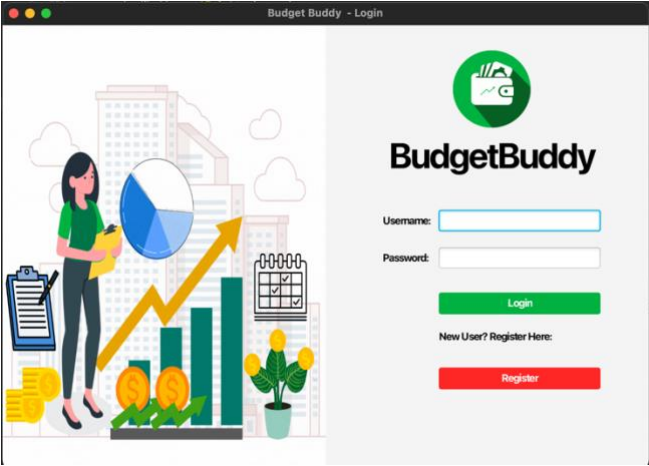 Budget Buddy - Login
BudgetBuddy
Username:
Password:
Login
New User? Register Here:
Register